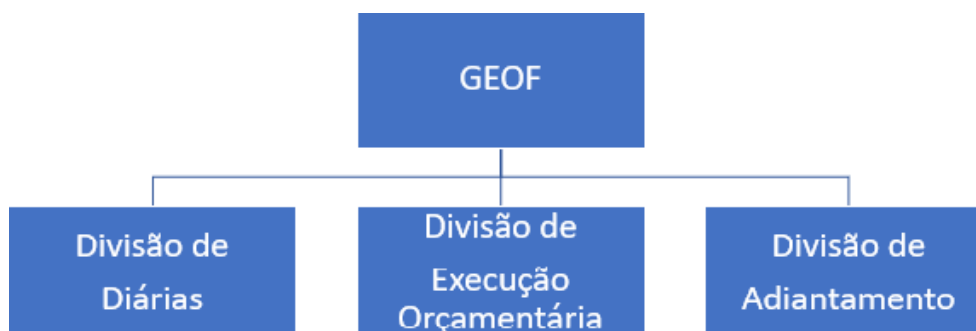 GEOF
Divisão de
Diárias
Divisão de
Execução
Orçamentária
Divisão de
Adiantamento